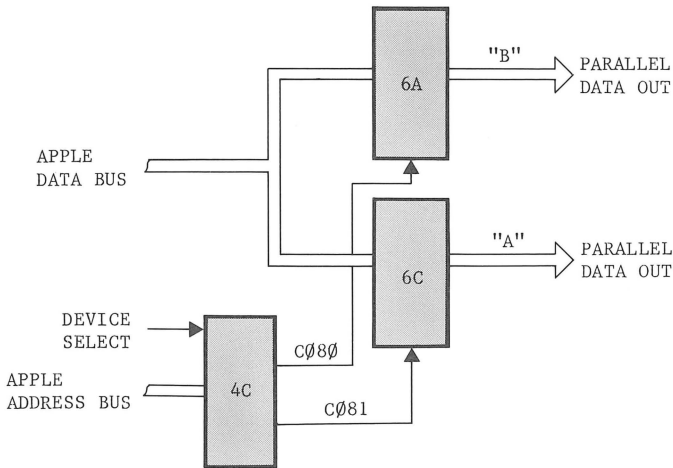 "B"
PARALLEL
DATA OUT
6A
APPLE
DATA BUS
"A"
PARALLEL
DATA OUT
6C
DEVICE
SELECT
CØ8Ø
APPLE
ADDRESS BUS
4C
CØ81